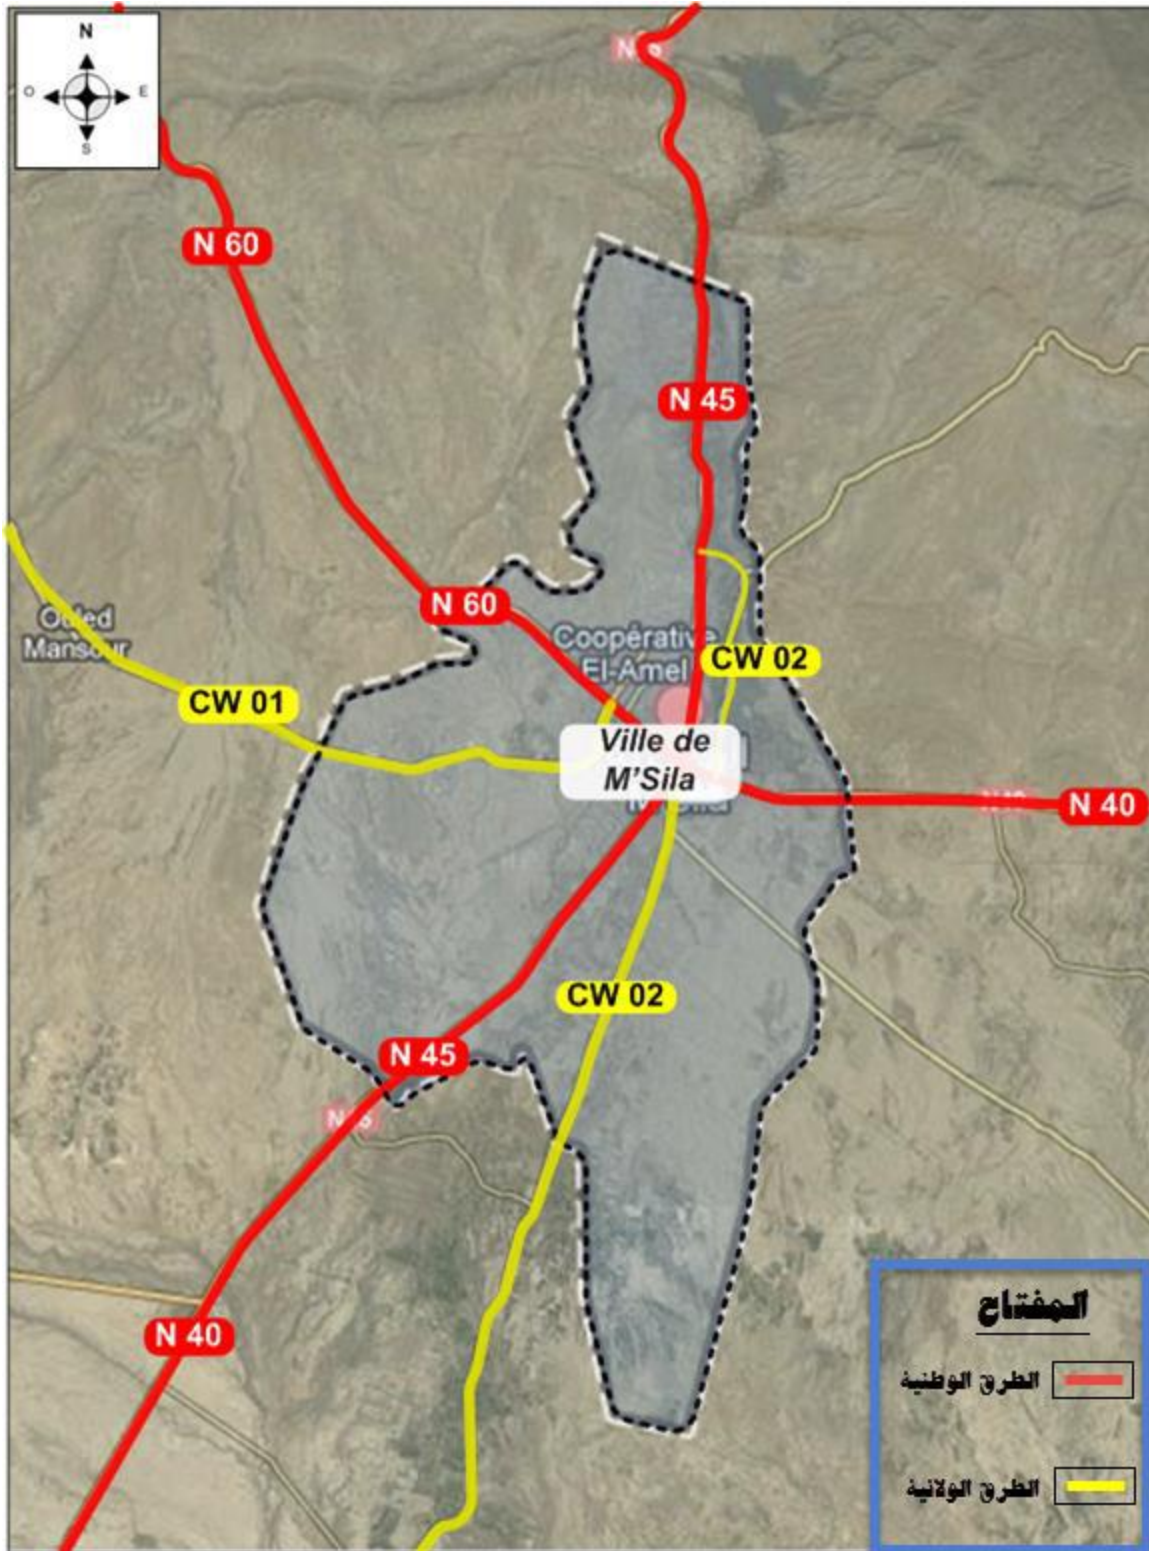 N
O
E
S
N 60
N 45
N 60
Ouled
Mansour
Coopérative
El-Amel
CW 02
CW 01
Ville de
M'Sila
N 40
CW 02
N 45
N 40
المفتاح
الطرق الوطنية
الطرق الولائية